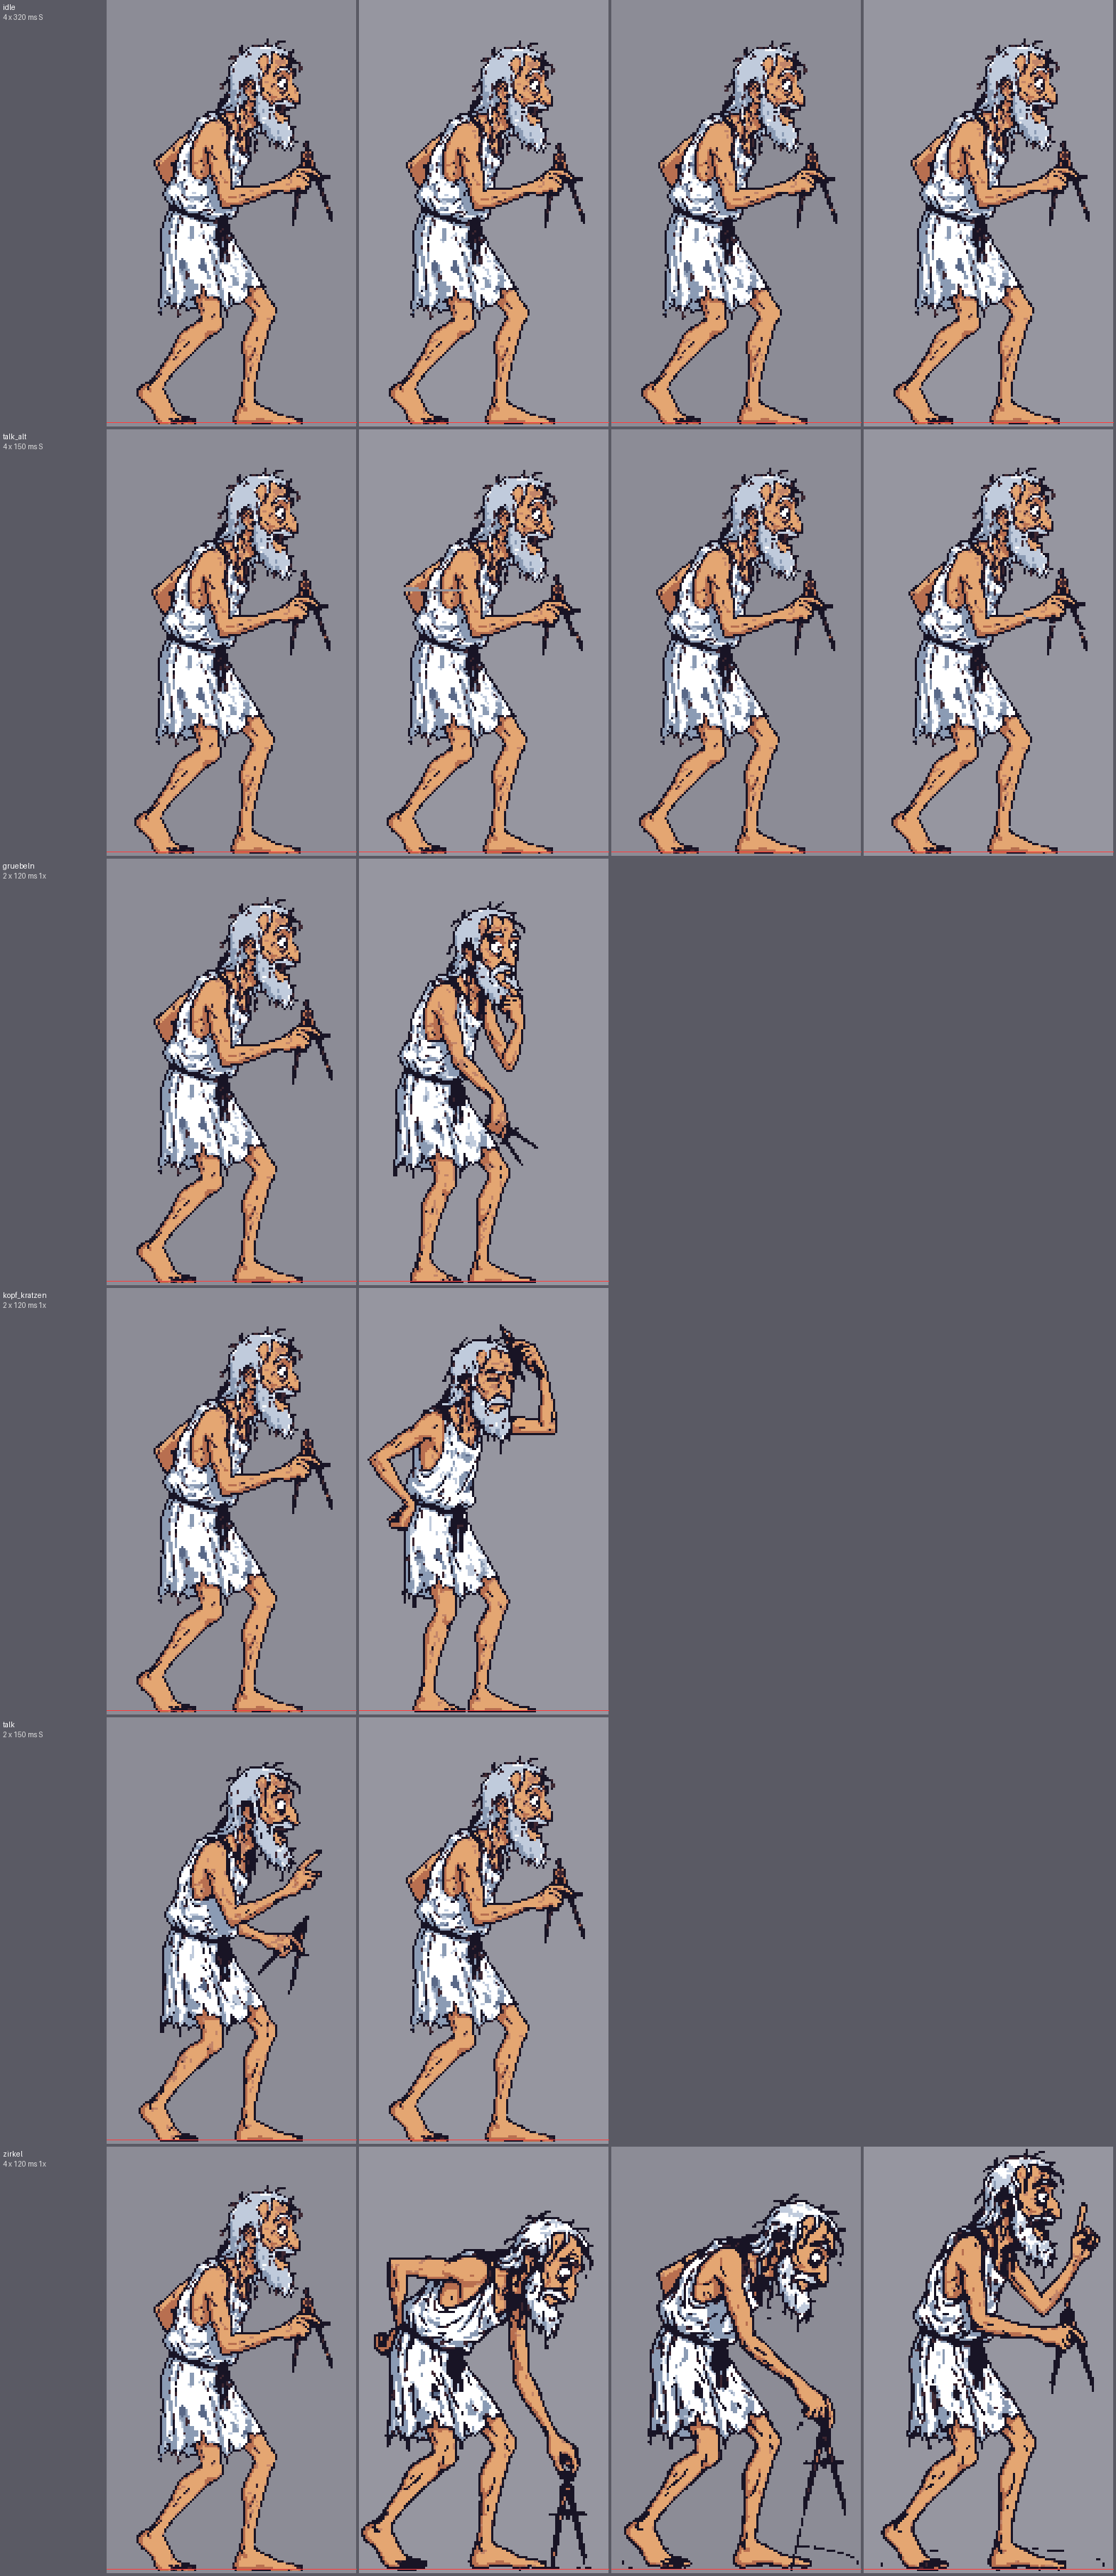 idle
4 x 320 ms S
talk_alt
4 x 150 ms S
gruebeln
2 x 120 ms 1x
kopf_kratzen
2 x 120 ms 1x
talk
2 x 150 ms S
zirkel
4 x 120 ms 1x